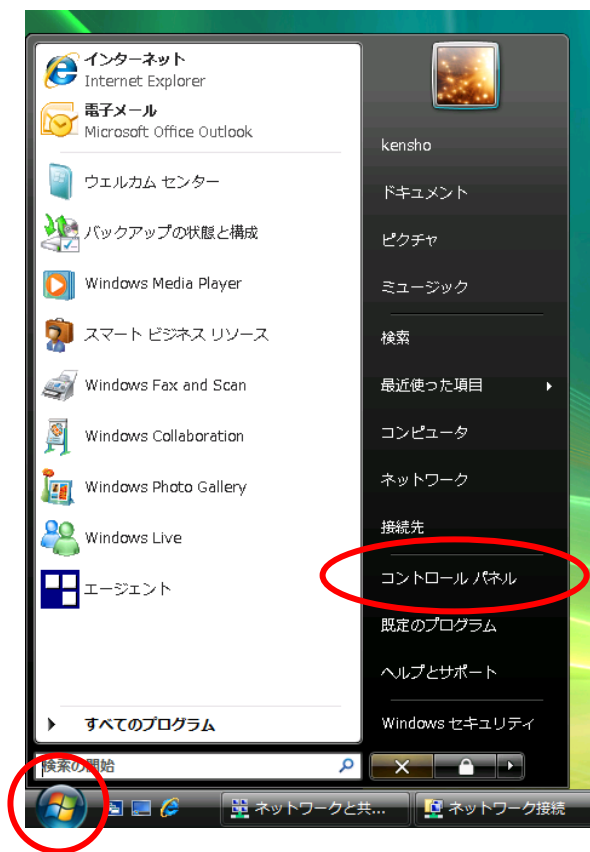 インターネット
Internet Explorer
電子メール
Microsoft Office Outlook
ウェルカム センター
バックアップの状態と構成
Windows Media Player
スマート ビジネス リソース
Windows Fax and Scan
Windows Collaboration
Windows Photo Gallery
Windows Live
エージェント
すべてのプログラム
検索の開始
kensho
ドキュメント
ピクチャ
ミュージック
検索
最近使った項目
コンピュータ
ネットワーク
接続先
コントロール パネル
既定のプログラム
ヘルプとサポート
Windows セキュリティ
ネットワークと共...
ネットワーク接続